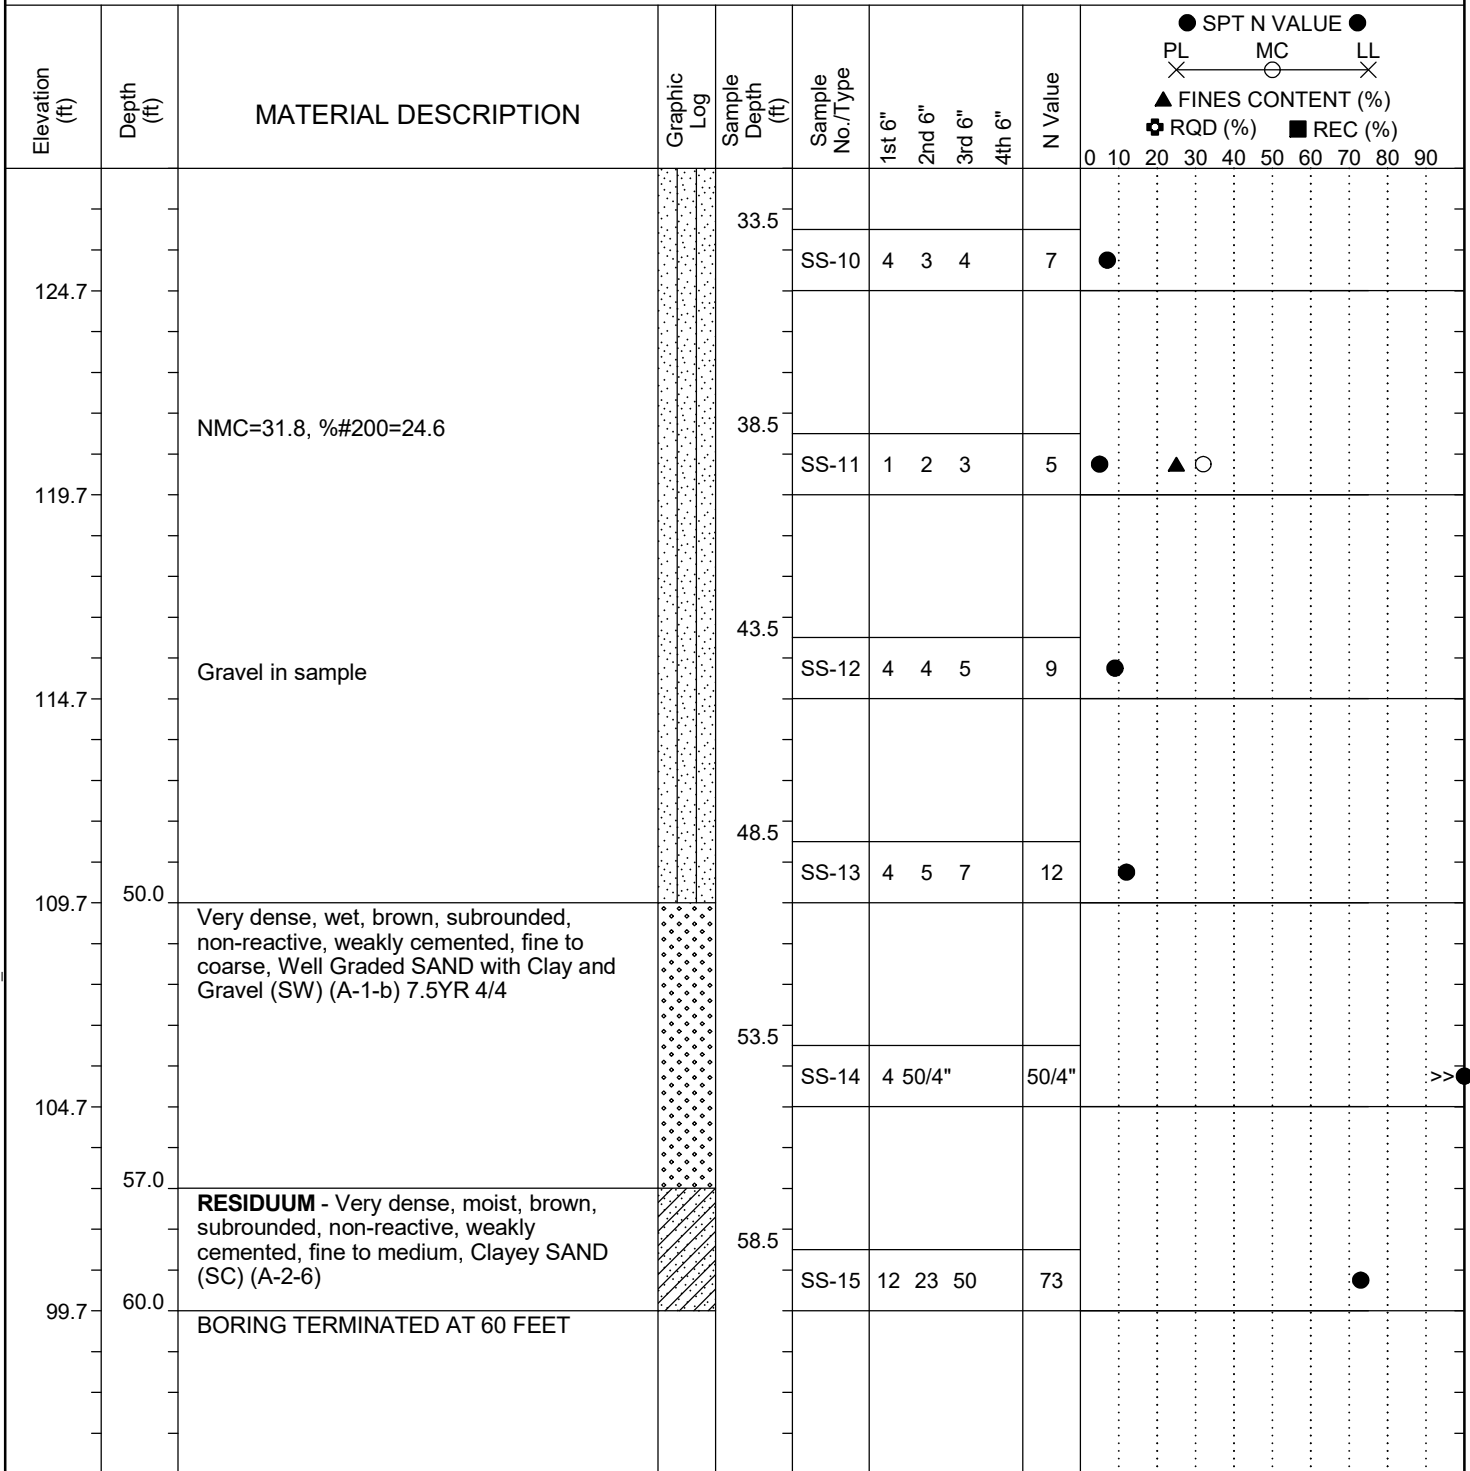 ● SPT N VALUE ●
PL MC LL
▲ FINES CONTENT (%)
RQD (%) ■ REC (%)
Elevation (ft)
Depth (ft)
MATERIAL DESCRIPTION
Graphic Log
Sample Depth (ft)
Sample No./Type
1st 6"
2nd 6"
3rd 6"
4th 6"
N Value
0 10 20 30 40 50 60 70 80 90
33.5
SS-10 4 3 4 7
124.7
38.5
NMC=31.8, %#200=24.6
SS-11 1 2 3 5
119.7
43.5
Gravel in sample
SS-12 4 4 5 9
114.7
48.5
SS-13 4 5 7 12
109.7 50.0
Very dense, wet, brown, subrounded,
non-reactive, weakly cemented, fine to
coarse, Well Graded SAND with Clay and
Gravel (SW) (A-1-b) 7.5YR 4/4
53.5
SS-14 4 50/4" 50/4" >>
104.7
57.0
RESIDUUM - Very dense, moist, brown,
subrounded, non-reactive, weakly
cemented, fine to medium, Clayey SAND
(SC) (A-2-6)
58.5
SS-15 12 23 50 73
99.7 60.0
BORING TERMINATED AT 60 FEET